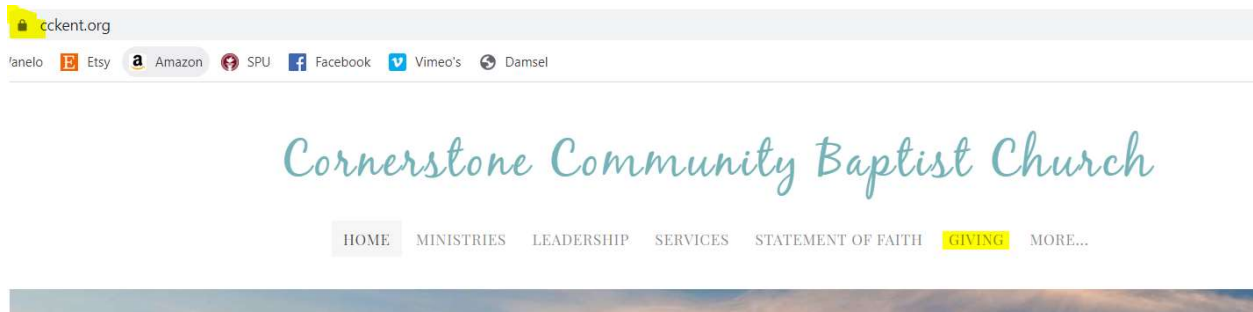 cckent.org
anelo Etsy a Amazon SPU Facebook Vimeo's Damsel
Cornerstone Community Baptist Church
HOME MINISTRIES LEADERSHIP SERVICES STATEMENT OF FAITH GIVING MORE...